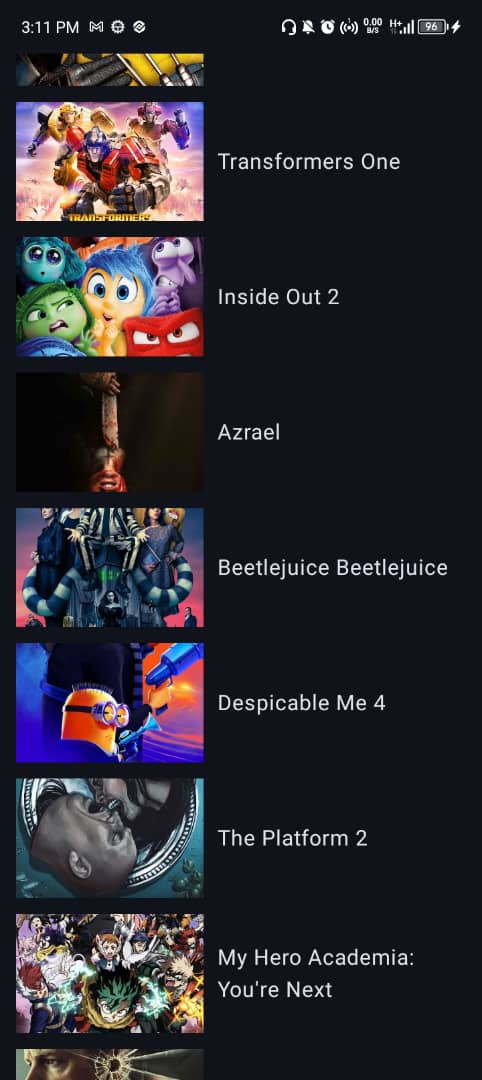 3:11 PM
0.00
B/S
H+
96
TRANSFORMERS
Transformers One
Inside Out 2
Azrael
Beetlejuice Beetlejuice
Despicable Me 4
The Platform 2
My Hero Academia:
You're Next